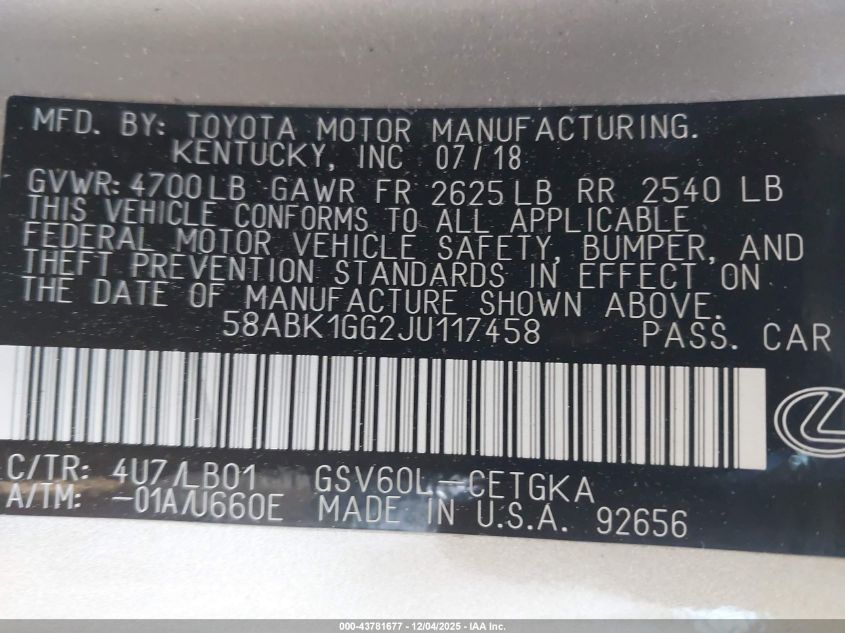 MFD. BY: TOYOTA MOTOR MANUFACTURING.
KENTUCKY, INC 07/18
GVWR: 4700LB GAWR FR 2625LB RR 2540 LB
THIS VEHICLE CONFORMS TO ALL APPLICABLE
FEDERAL MOTOR VEHICLE SAFETY, BUMPER, AND
THEFT PREVENTION STANDARDS IN EFFECT ON
THE DATE OF MANUFACTURE SHOWN ABOVE.
58ABK1GG2JU117458 PASS. CAR
C/TR: 4U7/LB01 GSV60L-CETGKA
A/TM: -01A/U660E MADE IN U.S.A. 92656
000-43781677 - 12/04/2025 - IAA Inc.